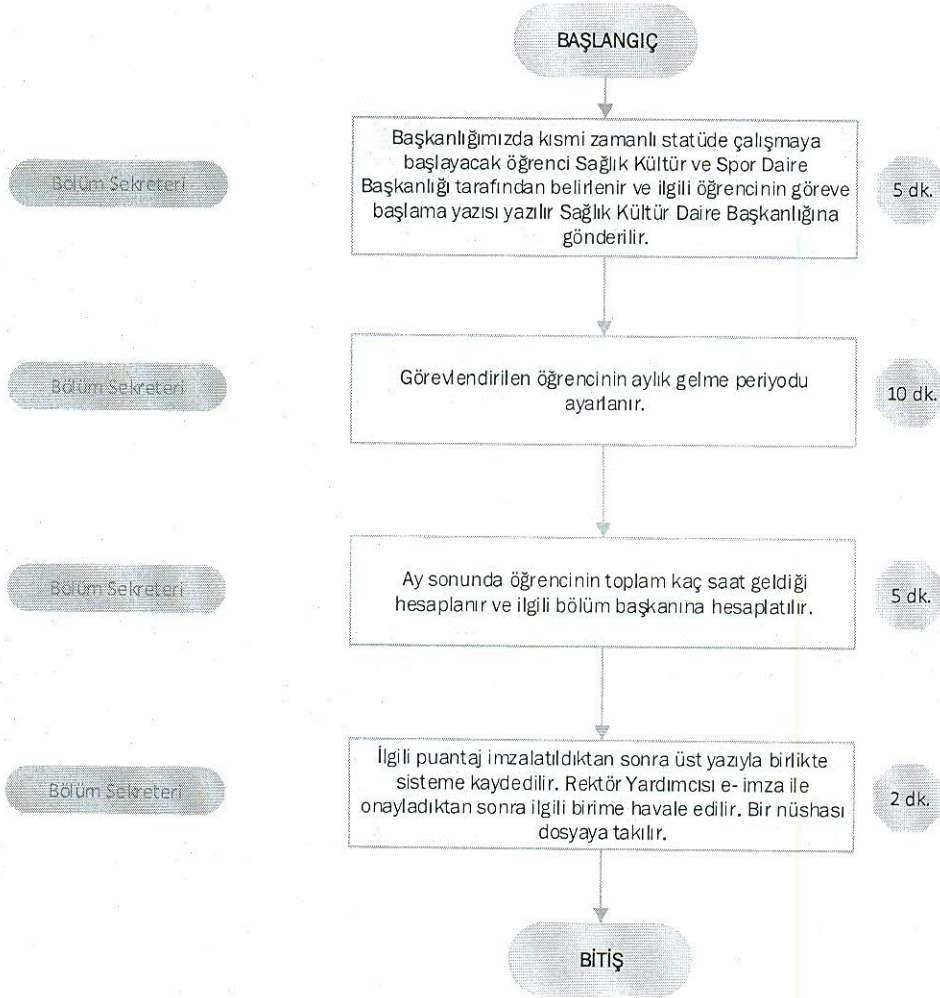 BAŞLANGIÇ
Bölüm Sekreteri
Başkanlığımızda kısmi zamanlı statüde çalışmaya
başlayacak öğrenci Sağlık Kültür ve Spor Daire
Başkanlığı tarafından belirlenir ve ilgili öğrencinin göreve
başlama yazısı yazılır Sağlık Kültür Daire Başkanlığına
gönderilir.
5 dk.
Bölüm Sekreteri
Görevlendirilen öğrencinin aylık gelme periyodu
ayarlanır.
10 dk.
Bölüm Sekreteri
Ay sonunda öğrencinin toplam kaç saat geldiği
hesaplanır ve ilgili bölüm başkanına hesaplatılır.
5 dk.
Bölüm Sekreteri
İlgili puantaj imzalatıldıktan sonra üst yazıyla birlikte
sisteme kaydedilir. Rektör Yardımcısı e- imza ile
onayladıktan sonra ilgili birime havale edilir. Bir nüshası
dosyaya takılır.
2 dk.
BİTİŞ